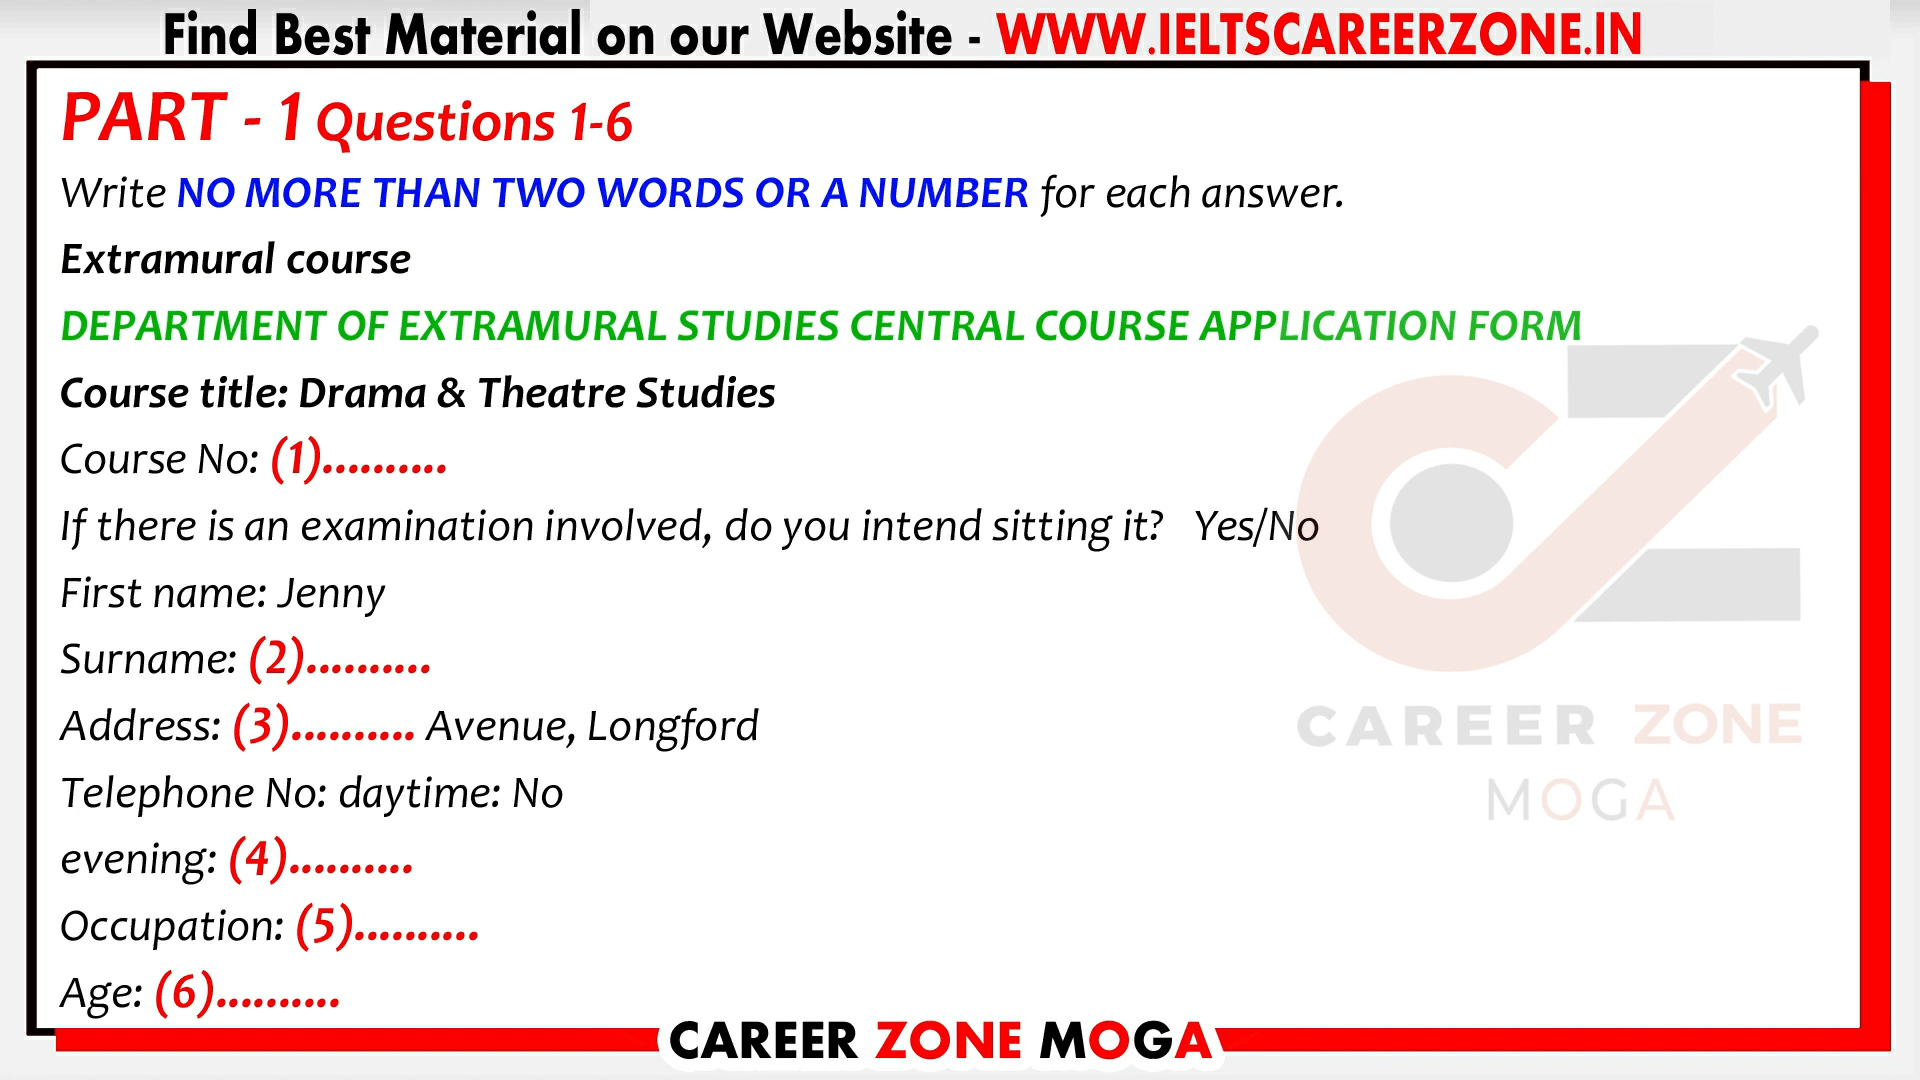 Find Best Material on our Website - WWW.IELTSCAREERZONE.IN
PART - 1 Questions 1-6
Write NO MORE THAN TWO WORDS OR A NUMBER for each answer.
Extramural course
DEPARTMENT OF EXTRAMURAL STUDIES CENTRAL COURSE APPLICATION FORM
Course title: Drama & Theatre Studies
Course No: (1)..........
If there is an examination involved, do you intend sitting it? Yes/No
First name: Jenny
Surname: (2)..........
Address: (3).......... Avenue, Longford
Telephone No: daytime: No
evening: (4)..........
Occupation: (5)..........
Age: (6)..........
CAREER ZONE
MOGA
CAREER ZONE MOGA